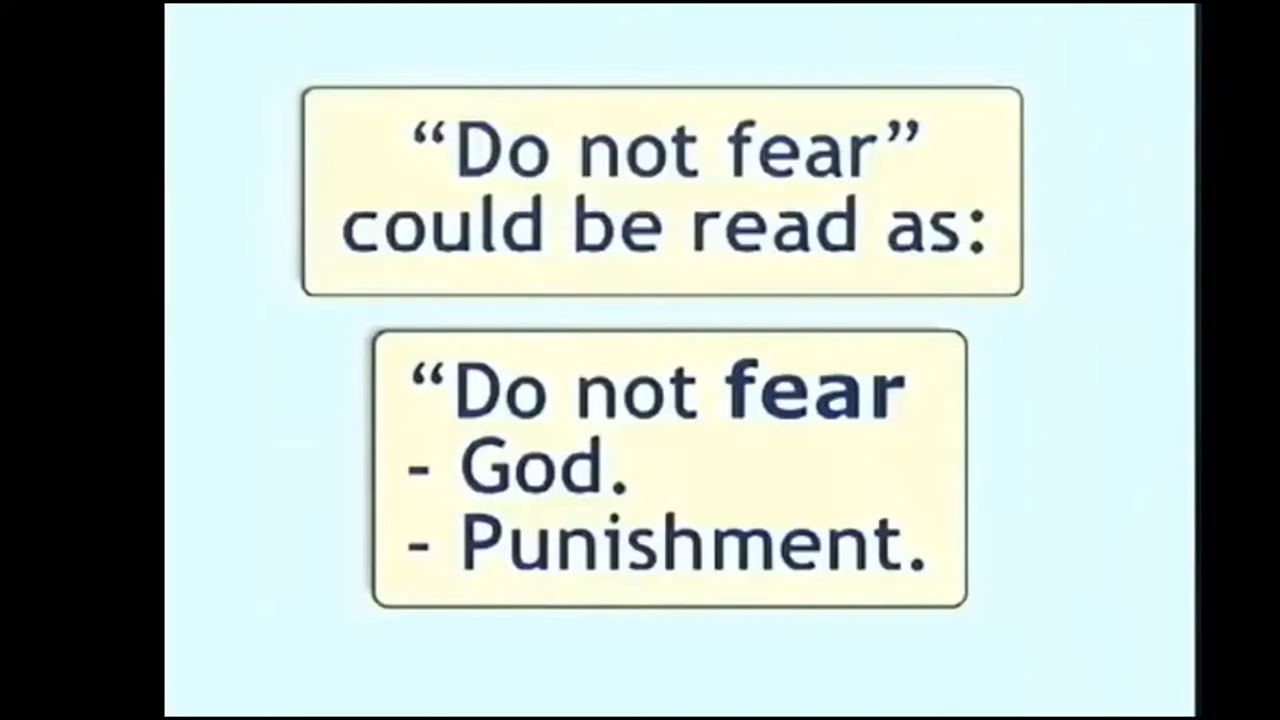 “Do not fear”
could be read as:
“Do not fear
- God.
- Punishment.